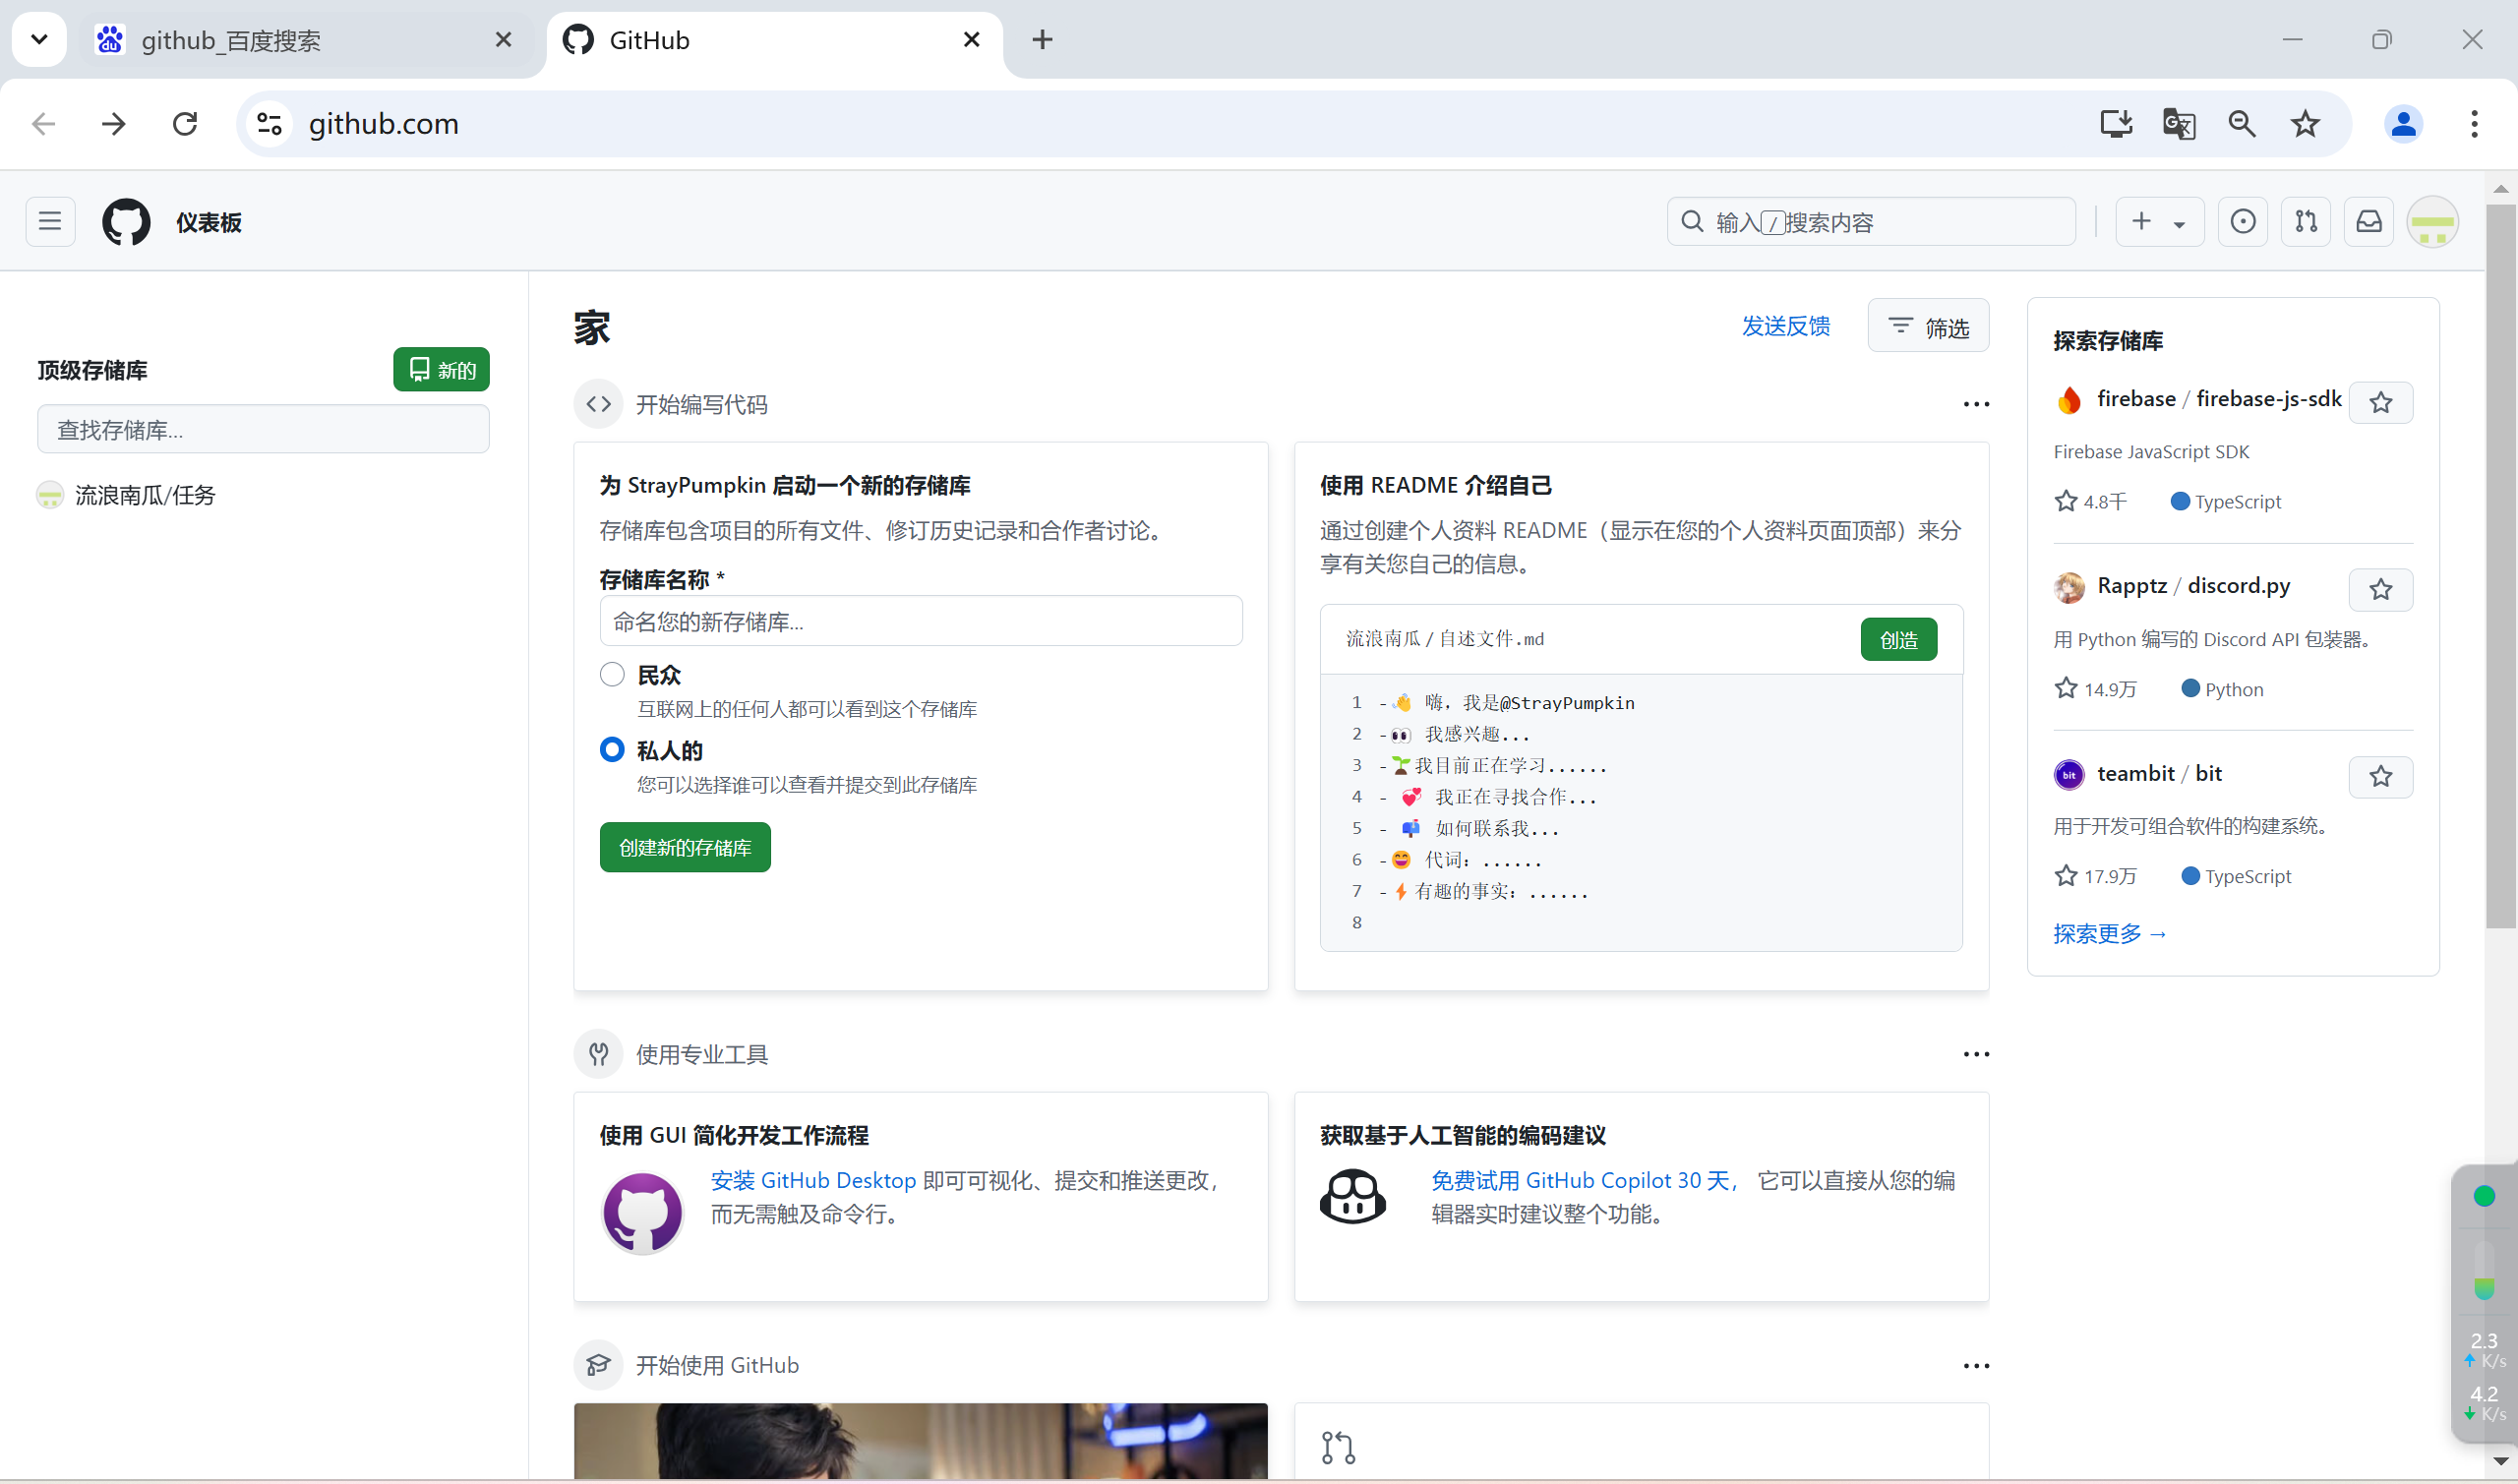 github_百度搜索
GitHub
github.com
仪表板
输入/搜索内容
顶级存储库
新的
查找存储库...
流浪南瓜/任务
家
发送反馈
筛选
开始编写代码
为 StrayPumpkin 启动一个新的存储库
存储库包含项目的所有文件、修订历史记录和合作者讨论。
存储库名称 *
命名您的新存储库...
民众
互联网上的任何人都可以看到这个存储库
私人的
您可以选择谁可以查看并提交到此存储库
创建新的存储库
使用 README 介绍自己
通过创建个人资料 README（显示在您的个人资料页面顶部）来分
享有关您自己的信息。
流浪南瓜 / 自述文件.md
创造
1 -👋 嗨，我是@StrayPumpkin
2 -👀 我感兴趣...
3 -🌱我目前正在学习......
4 - 💞️ 我正在寻找合作...
5 - 📫 如何联系我...
6 -😄 代词：......
7 -⚡有趣的事实：......
8
使用专业工具
使用 GUI 简化开发工作流程
安装 GitHub Desktop 即可可视化、提交和推送更改，
而无需触及命令行。
获取基于人工智能的编码建议
免费试用 GitHub Copilot 30 天， 它可以直接从您的编
辑器实时建议整个功能。
开始使用 GitHub
探索存储库
firebase / firebase-js-sdk
Firebase JavaScript SDK
4.8千 TypeScript
Rapptz / discord.py
用 Python 编写的 Discord API 包装器。
14.9万 Python
teambit / bit
bit
用于开发可组合软件的构建系统。
17.9万 TypeScript
探索更多 →
2.3
K/s
4.2
K/s